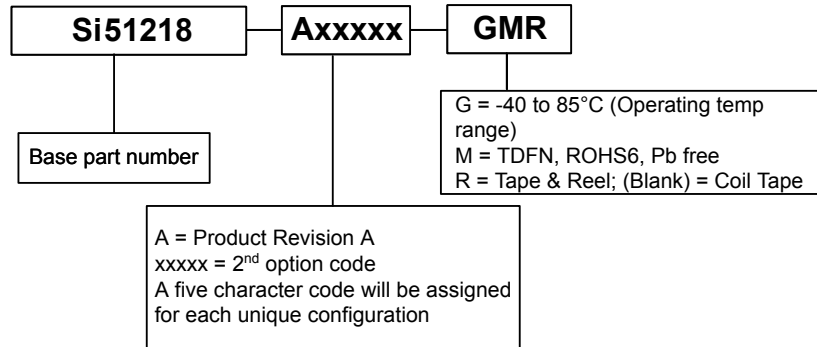 Si51218
Axxxxx
GMR
G = -40 to 85°C (Operating temp
range)
M = TDFN, ROHS6, Pb free
R = Tape & Reel; (Blank) = Coil Tape
Base part number
A = Product Revision A
xxxxx = 2nd option code
A five character code will be assigned
for each unique configuration